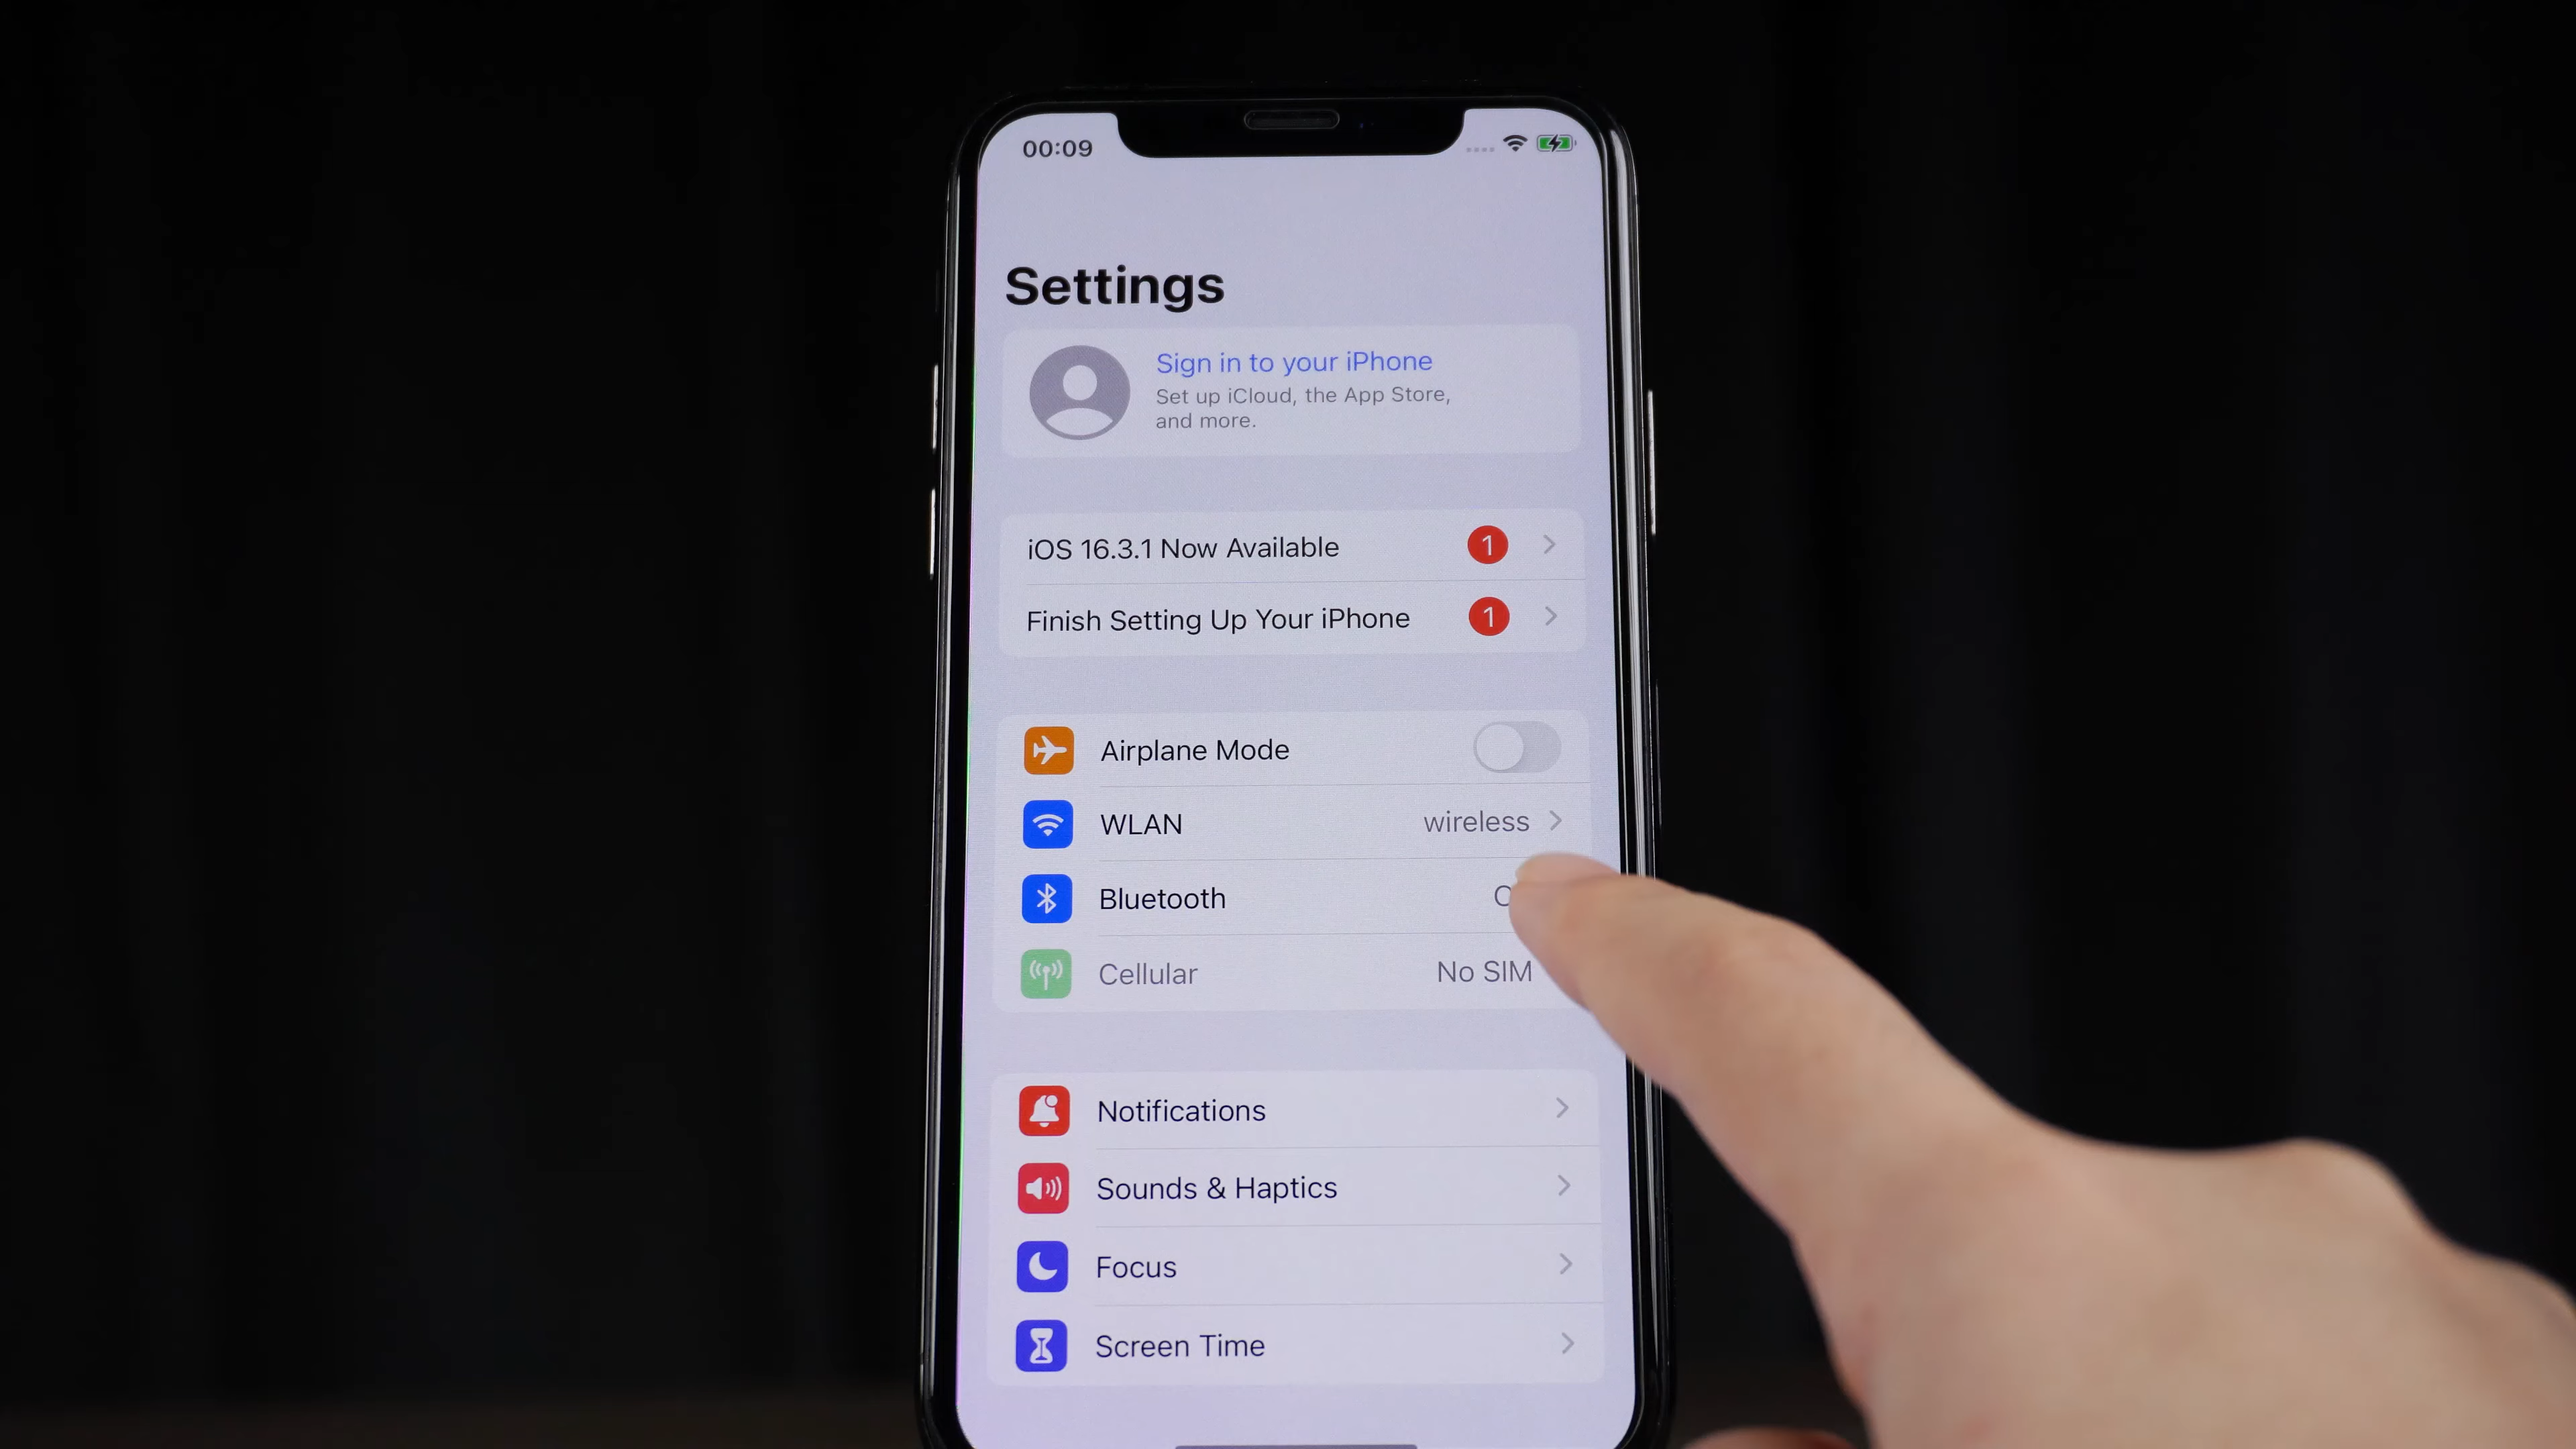 00:09
Settings
Sign in to your iPhone
Set up iCloud, the App Store,
and more.
iOS 16.3.1 Now Available 1
Finish Setting Up Your iPhone 1
Airplane Mode
WLAN wireless
Bluetooth
Cellular No SIM
Notifications
Sounds & Haptics
Focus
Screen Time